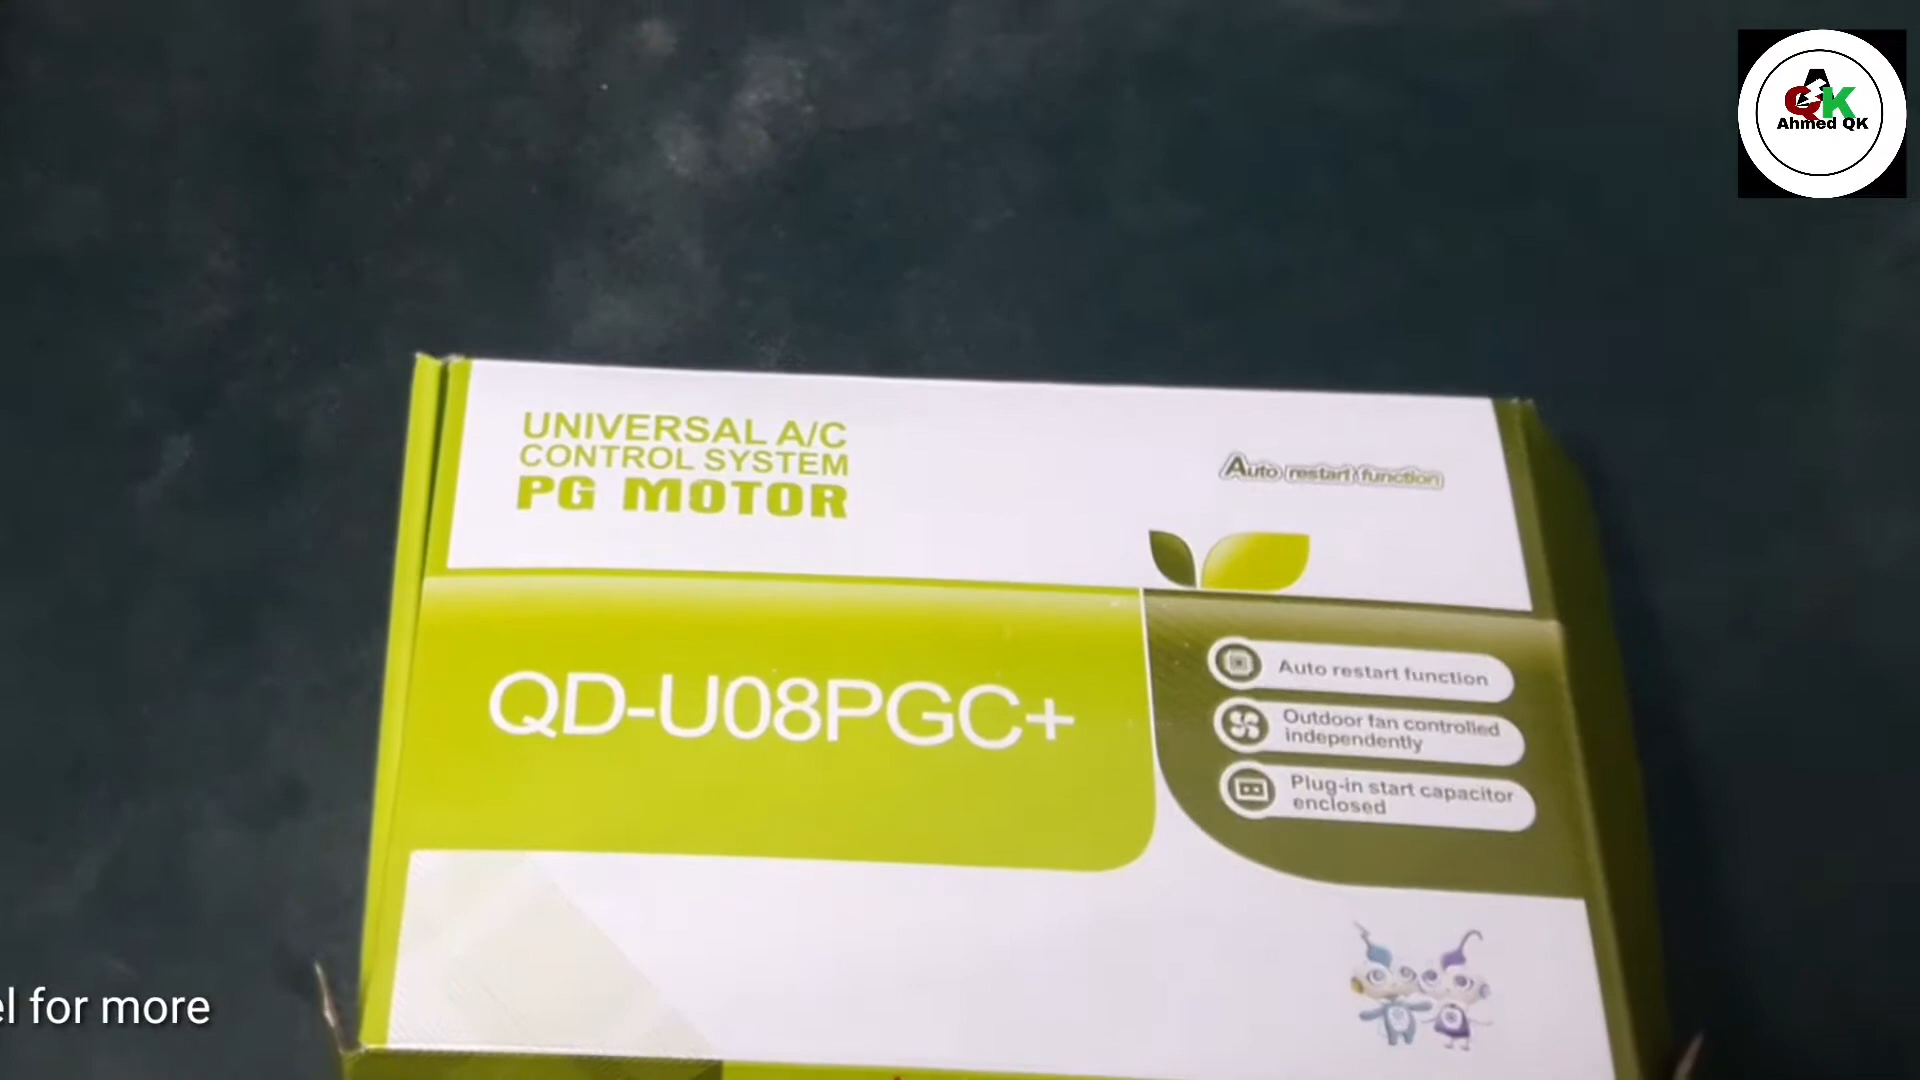 AQK
Ahmed QK
UNIVERSAL A/C
CONTROL SYSTEM
PG MOTOR
Auto restart function
QD-U08PGC+
Auto restart function
Outdoor fan controlled
independently
Plug-in start capacitor
enclosed
for more